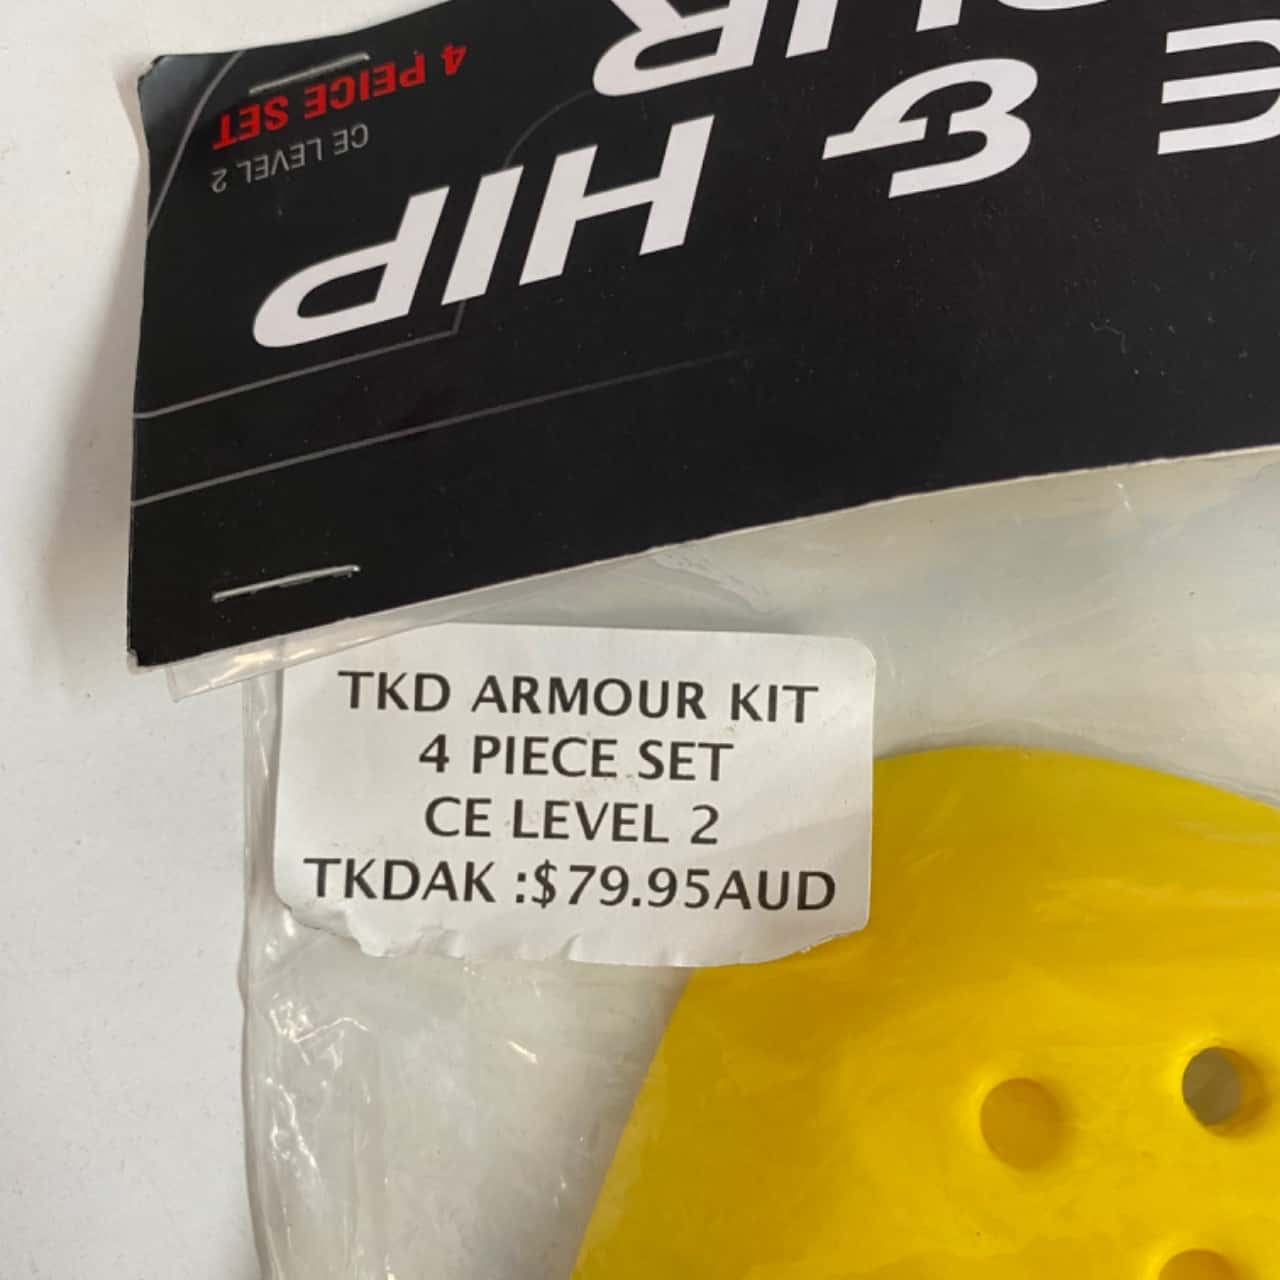 & HIP
CE LEVEL 2
4 PEICE SET
TKD ARMOUR KIT
4 PIECE SET
CE LEVEL 2
TKDAK :$79.95AUD